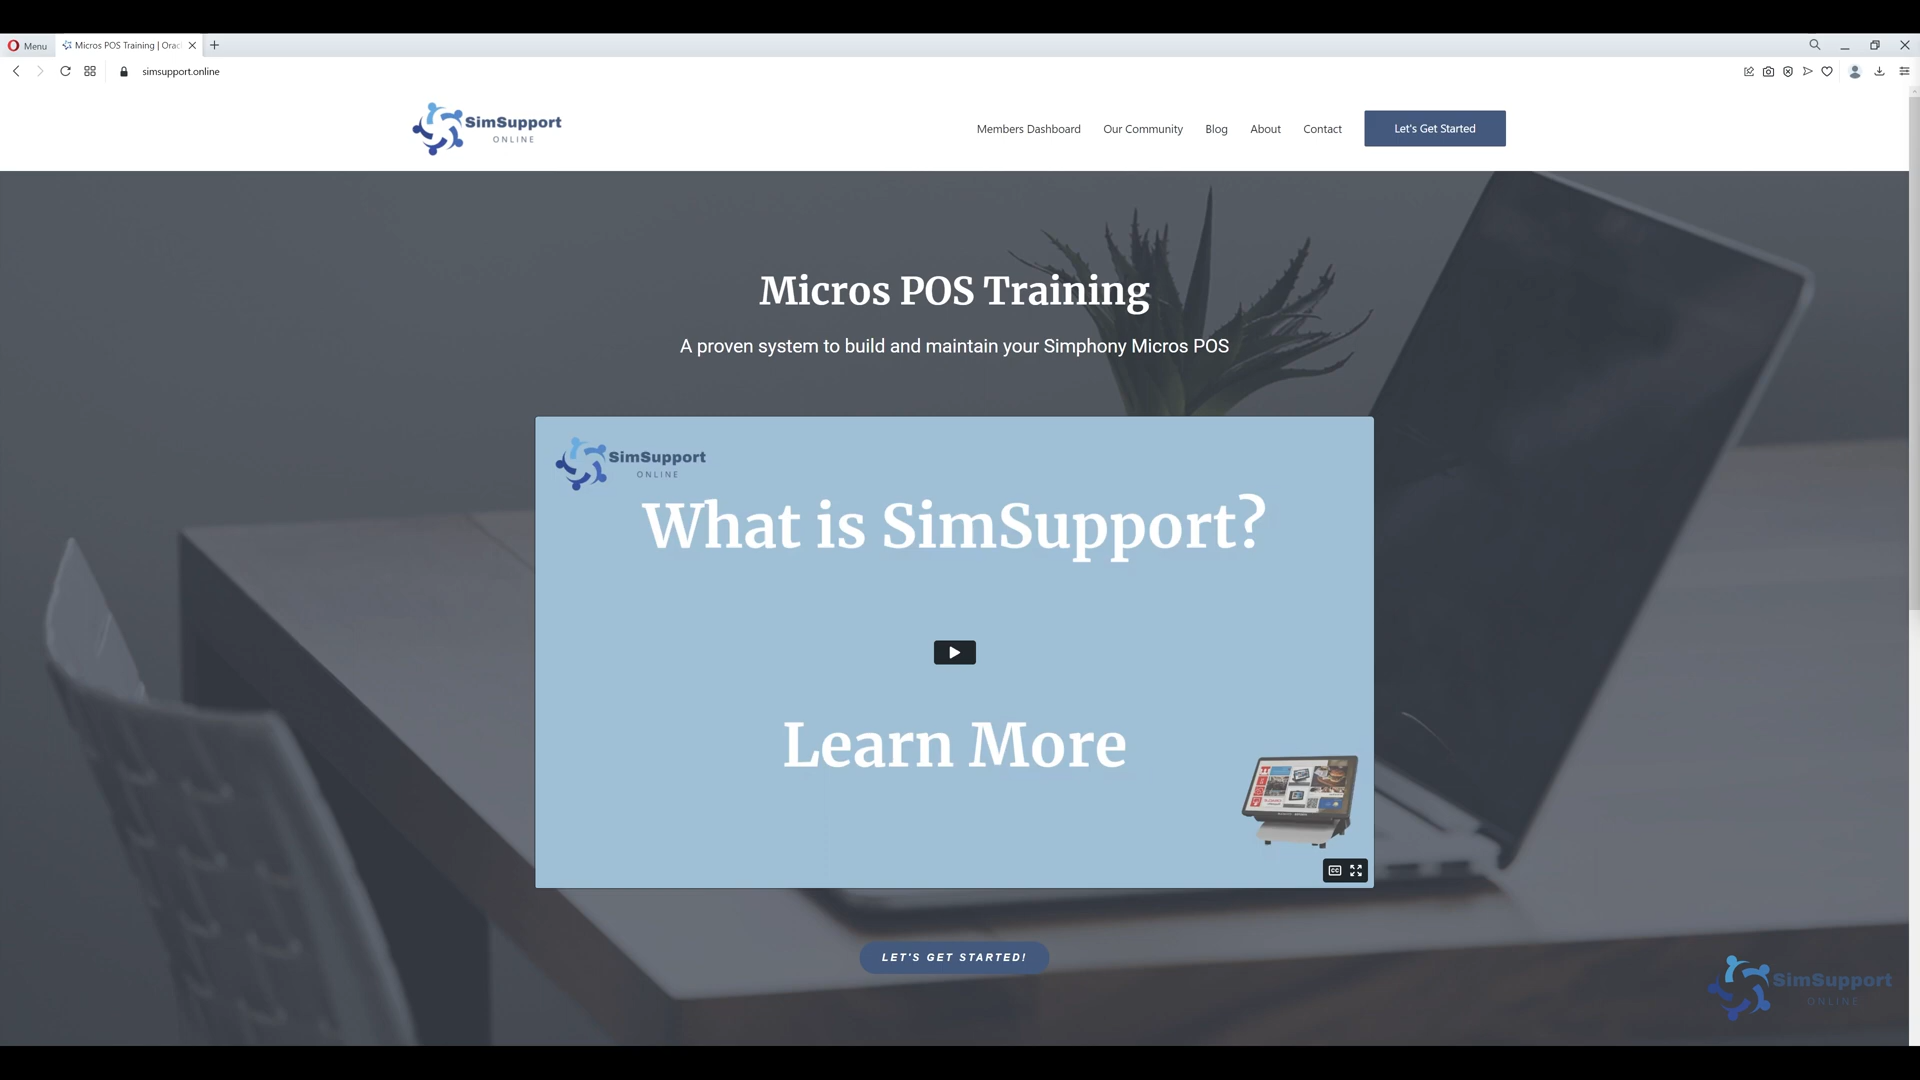 Menu
Micros POS Training | Orac
simsupport.online
SimSupport
ONLINE
Members Dashboard
Our Community
Blog
About
Contact
Let's Get Started
Micros POS Training
A proven system to build and maintain your Simphony Micros POS
SimSupport
ONLINE
What is SimSupport?
Learn More
CC
LET'S GET STARTED!
SimSupport
ONLINE